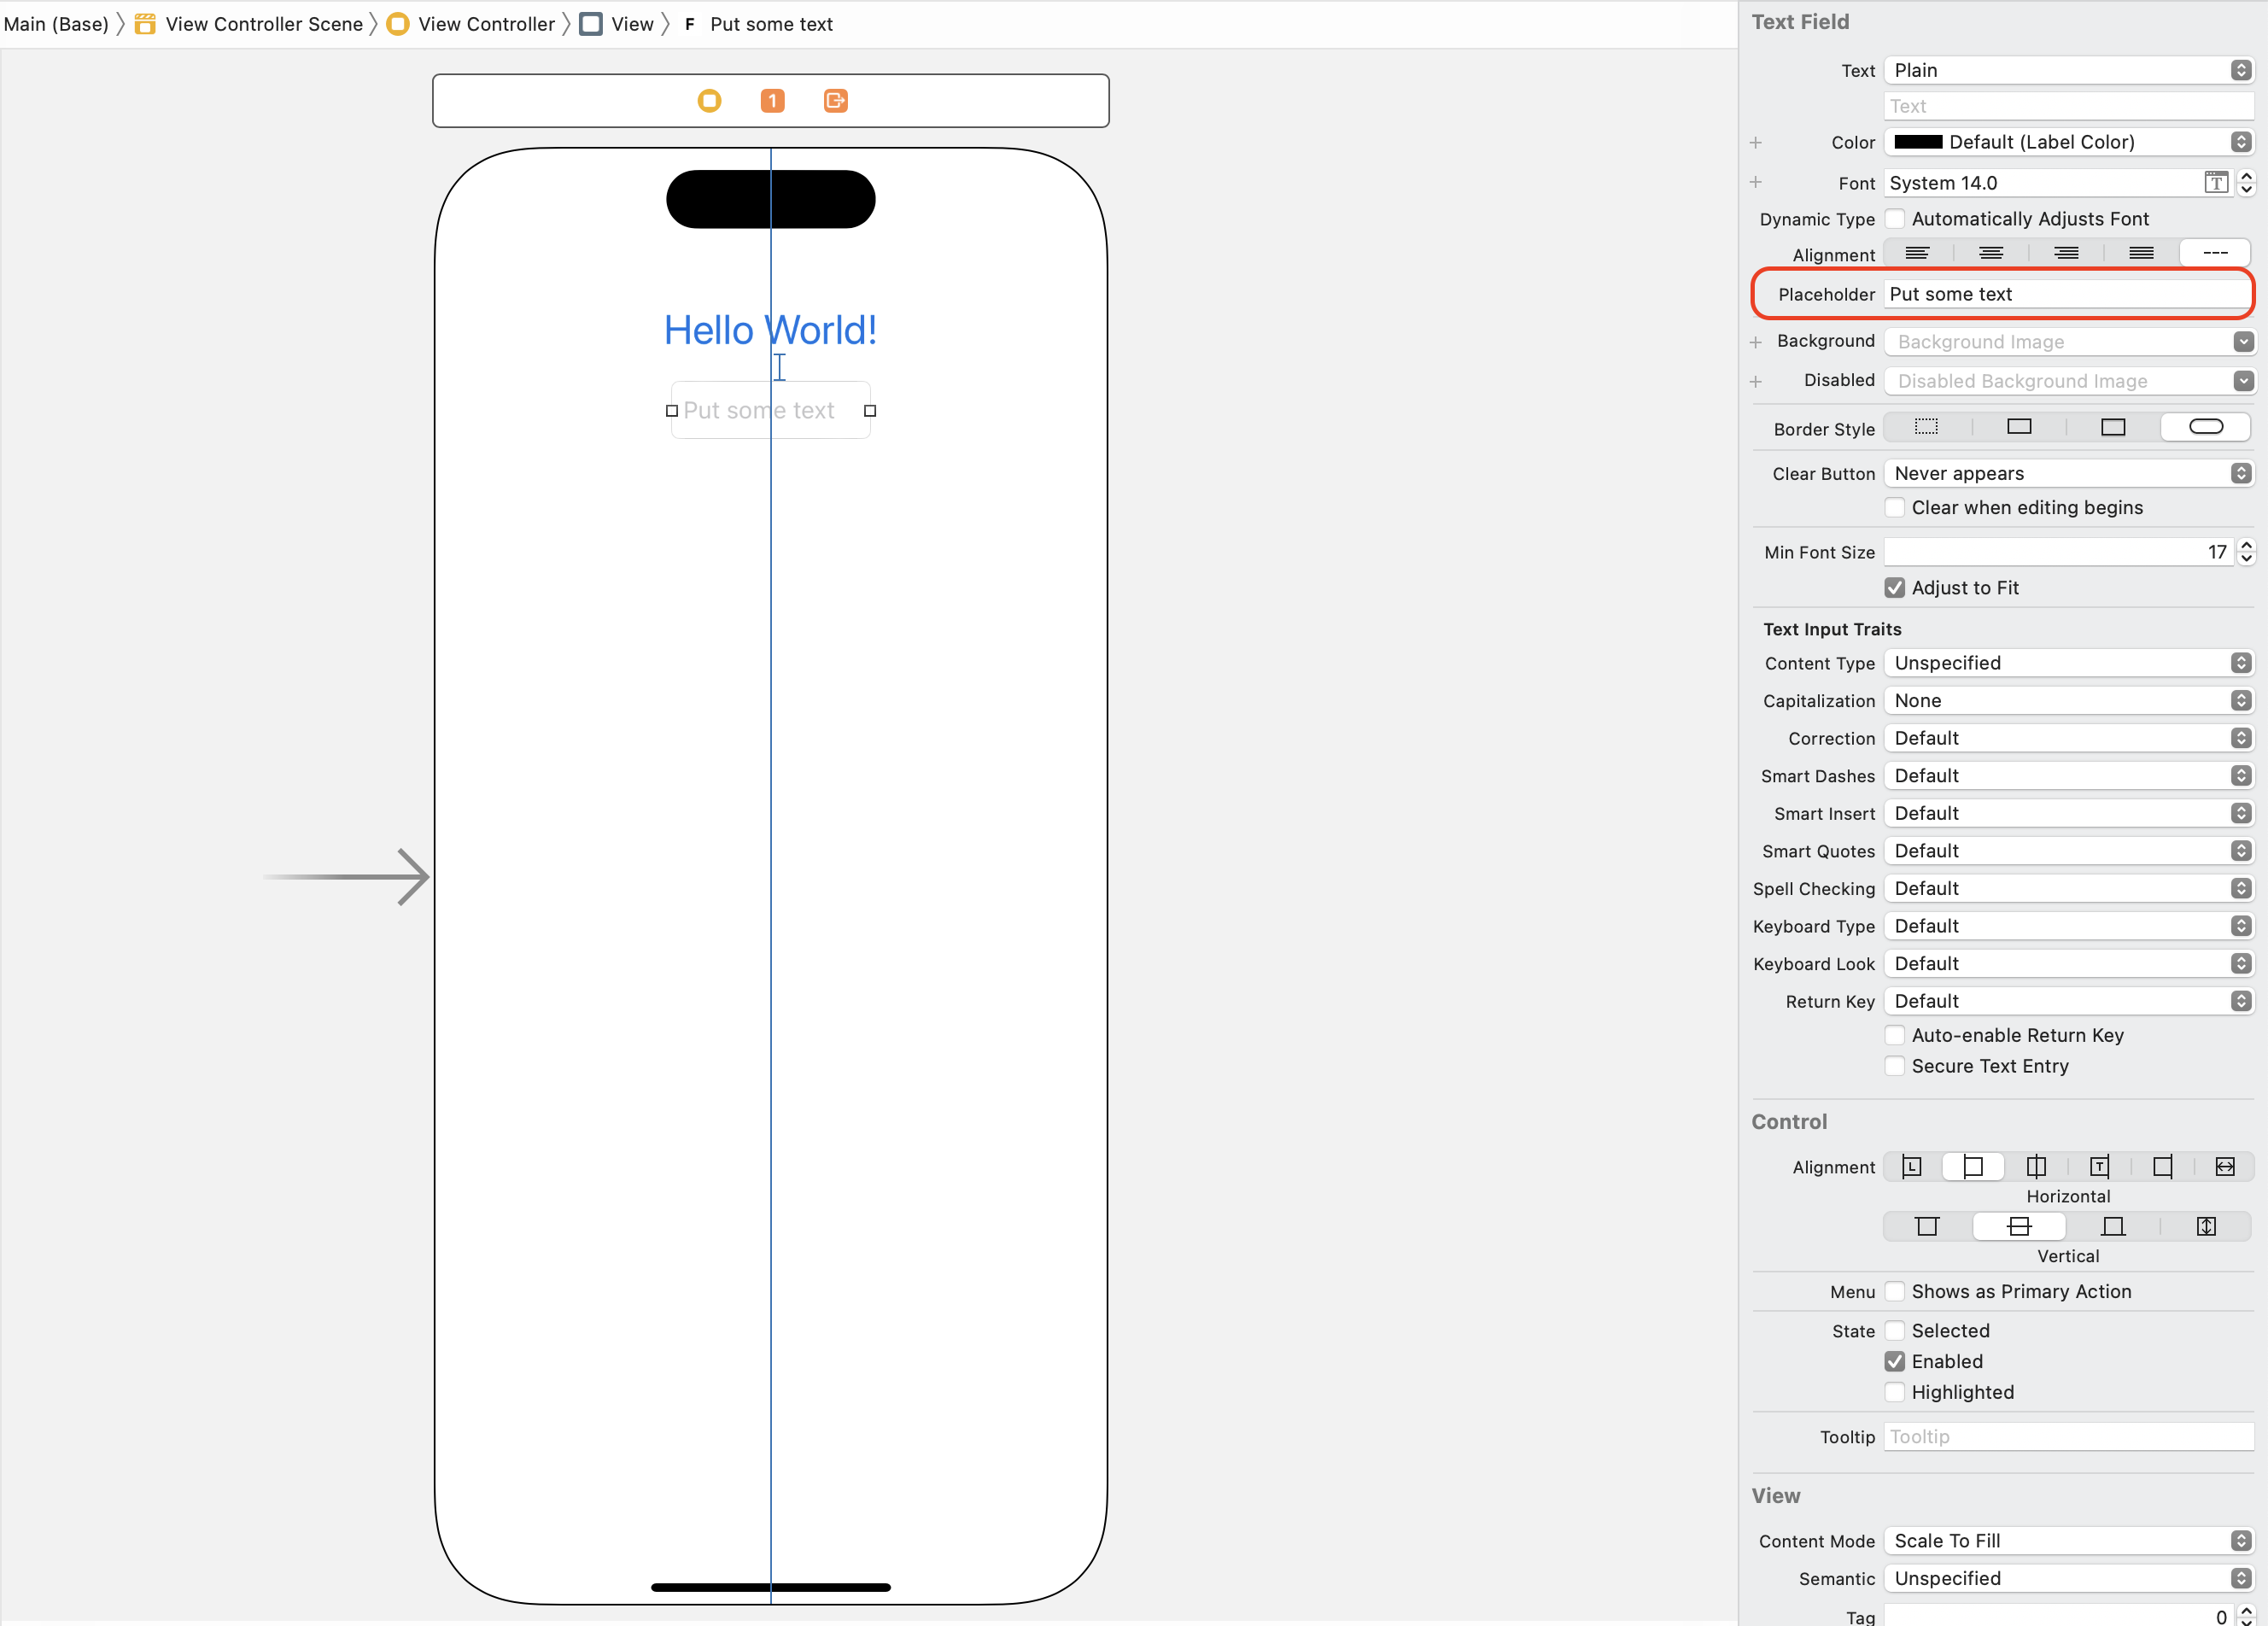 Main (Base) 〉 View Controller Scene 〉 View Controller 〉 View 〉 F Put some text
1
Hello World!
Put some text
Text Field
Text Plain
Text
Color Default (Label Color)
Font System 14.0 T
Dynamic Type Automatically Adjusts Font
Alignment ---
Placeholder Put some text
Background Background Image
Disabled Disabled Background Image
Border Style
Clear Button Never appears
Clear when editing begins
Min Font Size 17
Adjust to Fit
Text Input Traits
Content Type Unspecified
Capitalization None
Correction Default
Smart Dashes Default
Smart Insert Default
Smart Quotes Default
Spell Checking Default
Keyboard Type Default
Keyboard Look Default
Return Key Default
Auto-enable Return Key
Secure Text Entry
Control
Alignment L T
Horizontal
Vertical
Menu Shows as Primary Action
State Selected
Enabled
Highlighted
Tooltip Tooltip
View
Content Mode Scale To Fill
Semantic Unspecified
Tag 0